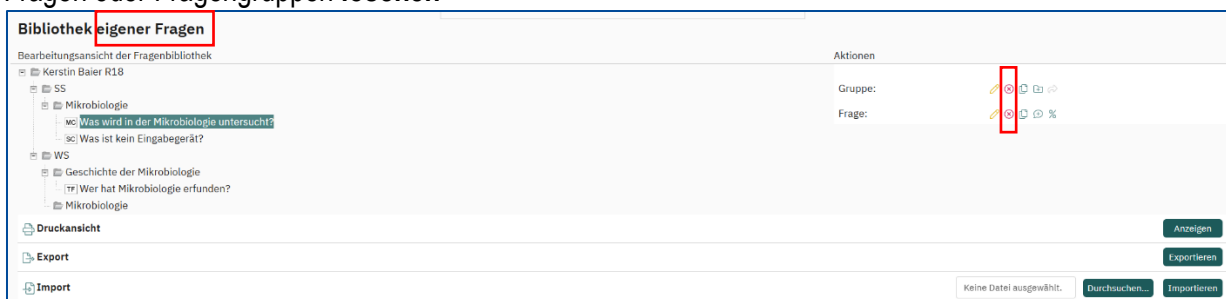 Fragen oder Fragengruppen löschen
Bibliothek eigener Fragen
Bearbeitungsansicht der Fragenbibliothek Aktionen
Kerstin Baier R18
SS Gruppe:
Mikrobiologie
MC Was wird in der Mikrobiologie untersucht? Frage:
SC Was ist kein Eingabegerät?
WS
Geschichte der Mikrobiologie
TF Wer hat Mikrobiologie erfunden?
Mikrobiologie
Druckansicht Anzeigen
Export Exportieren
Import Keine Datei ausgewählt. Durchsuchen... Importieren